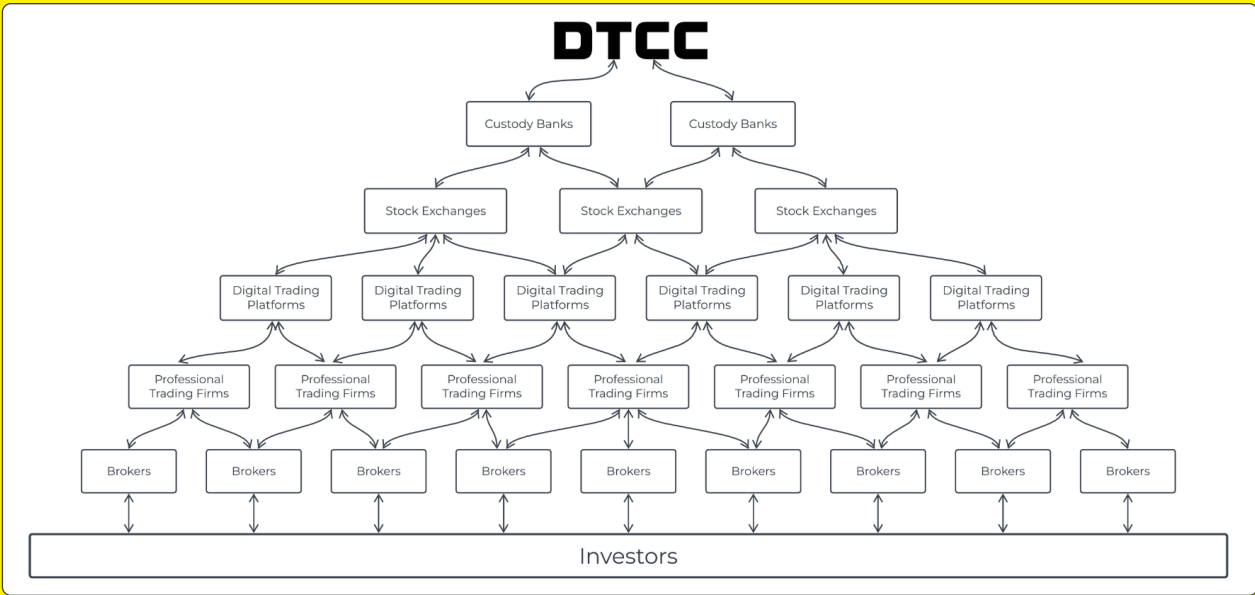 DTCC
Custody Banks
Custody Banks
Stock Exchanges
Stock Exchanges
Stock Exchanges
Digital Trading
Platforms
Digital Trading
Platforms
Digital Trading
Platforms
Digital Trading
Platforms
Digital Trading
Platforms
Digital Trading
Platforms
Professional
Trading Firms
Professional
Trading Firms
Professional
Trading Firms
Professional
Trading Firms
Professional
Trading Firms
Professional
Trading Firms
Professional
Trading Firms
Brokers
Brokers
Brokers
Brokers
Brokers
Brokers
Brokers
Brokers
Brokers
Investors